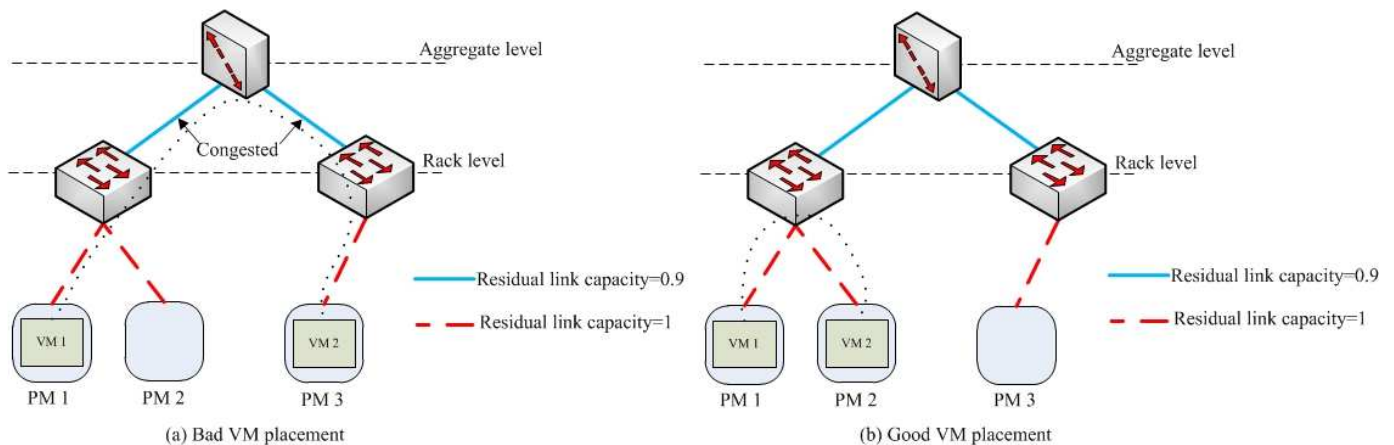 Aggregate level
Congested
Rack level
Residual link capacity=0.9
Residual link capacity=1
VM 1
VM 2
PM 1
PM 2
PM 3
(a) Bad VM placement
Aggregate level
Rack level
Residual link capacity=0.9
Residual link capacity=1
VM 1
VM 2
PM 1
PM 2
PM 3
(b) Good VM placement